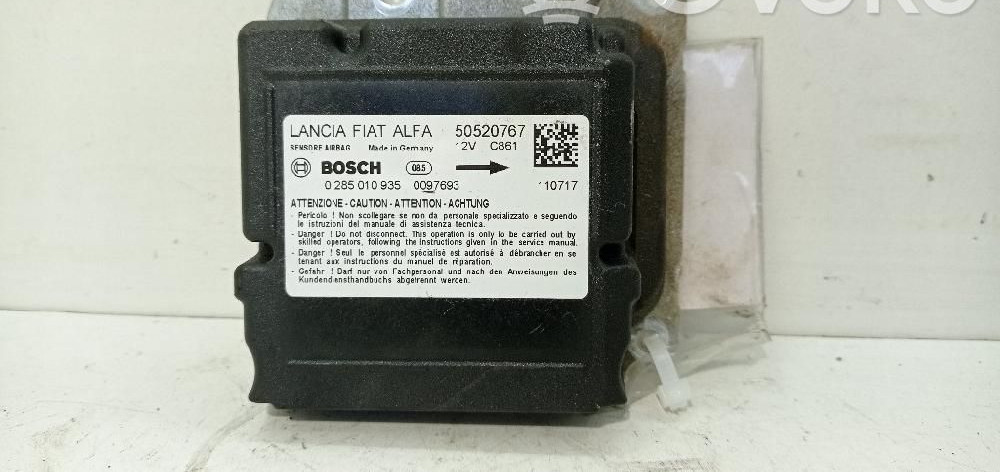 LANCIA FIAT ALFA 50520767
SENSORE AIRBAG Made in Germany 12V C861
BOSCH 085
0 285 010 935 0097693 110717
ATTENZIONE - CAUTION - ATTENTION - ACHTUNG
- Pericolo ! Non scollegare se non da personale specializzato e seguendo
le istruzioni del manuale di assistenza tecnica.
- Danger ! Do not disconnect. This operation is only to be carried out by
skilled operators, following the instructions given in the service manual.
- Danger ! Seul le personnel spécialisé est autorisé à débrancher en se
tenant aux instructions du manuel de réparation.
- Gefahr ! Darf nur von Fachpersonal und nach den Anweisungen des
Kundendiensthandbuchs abgetrennt werden.